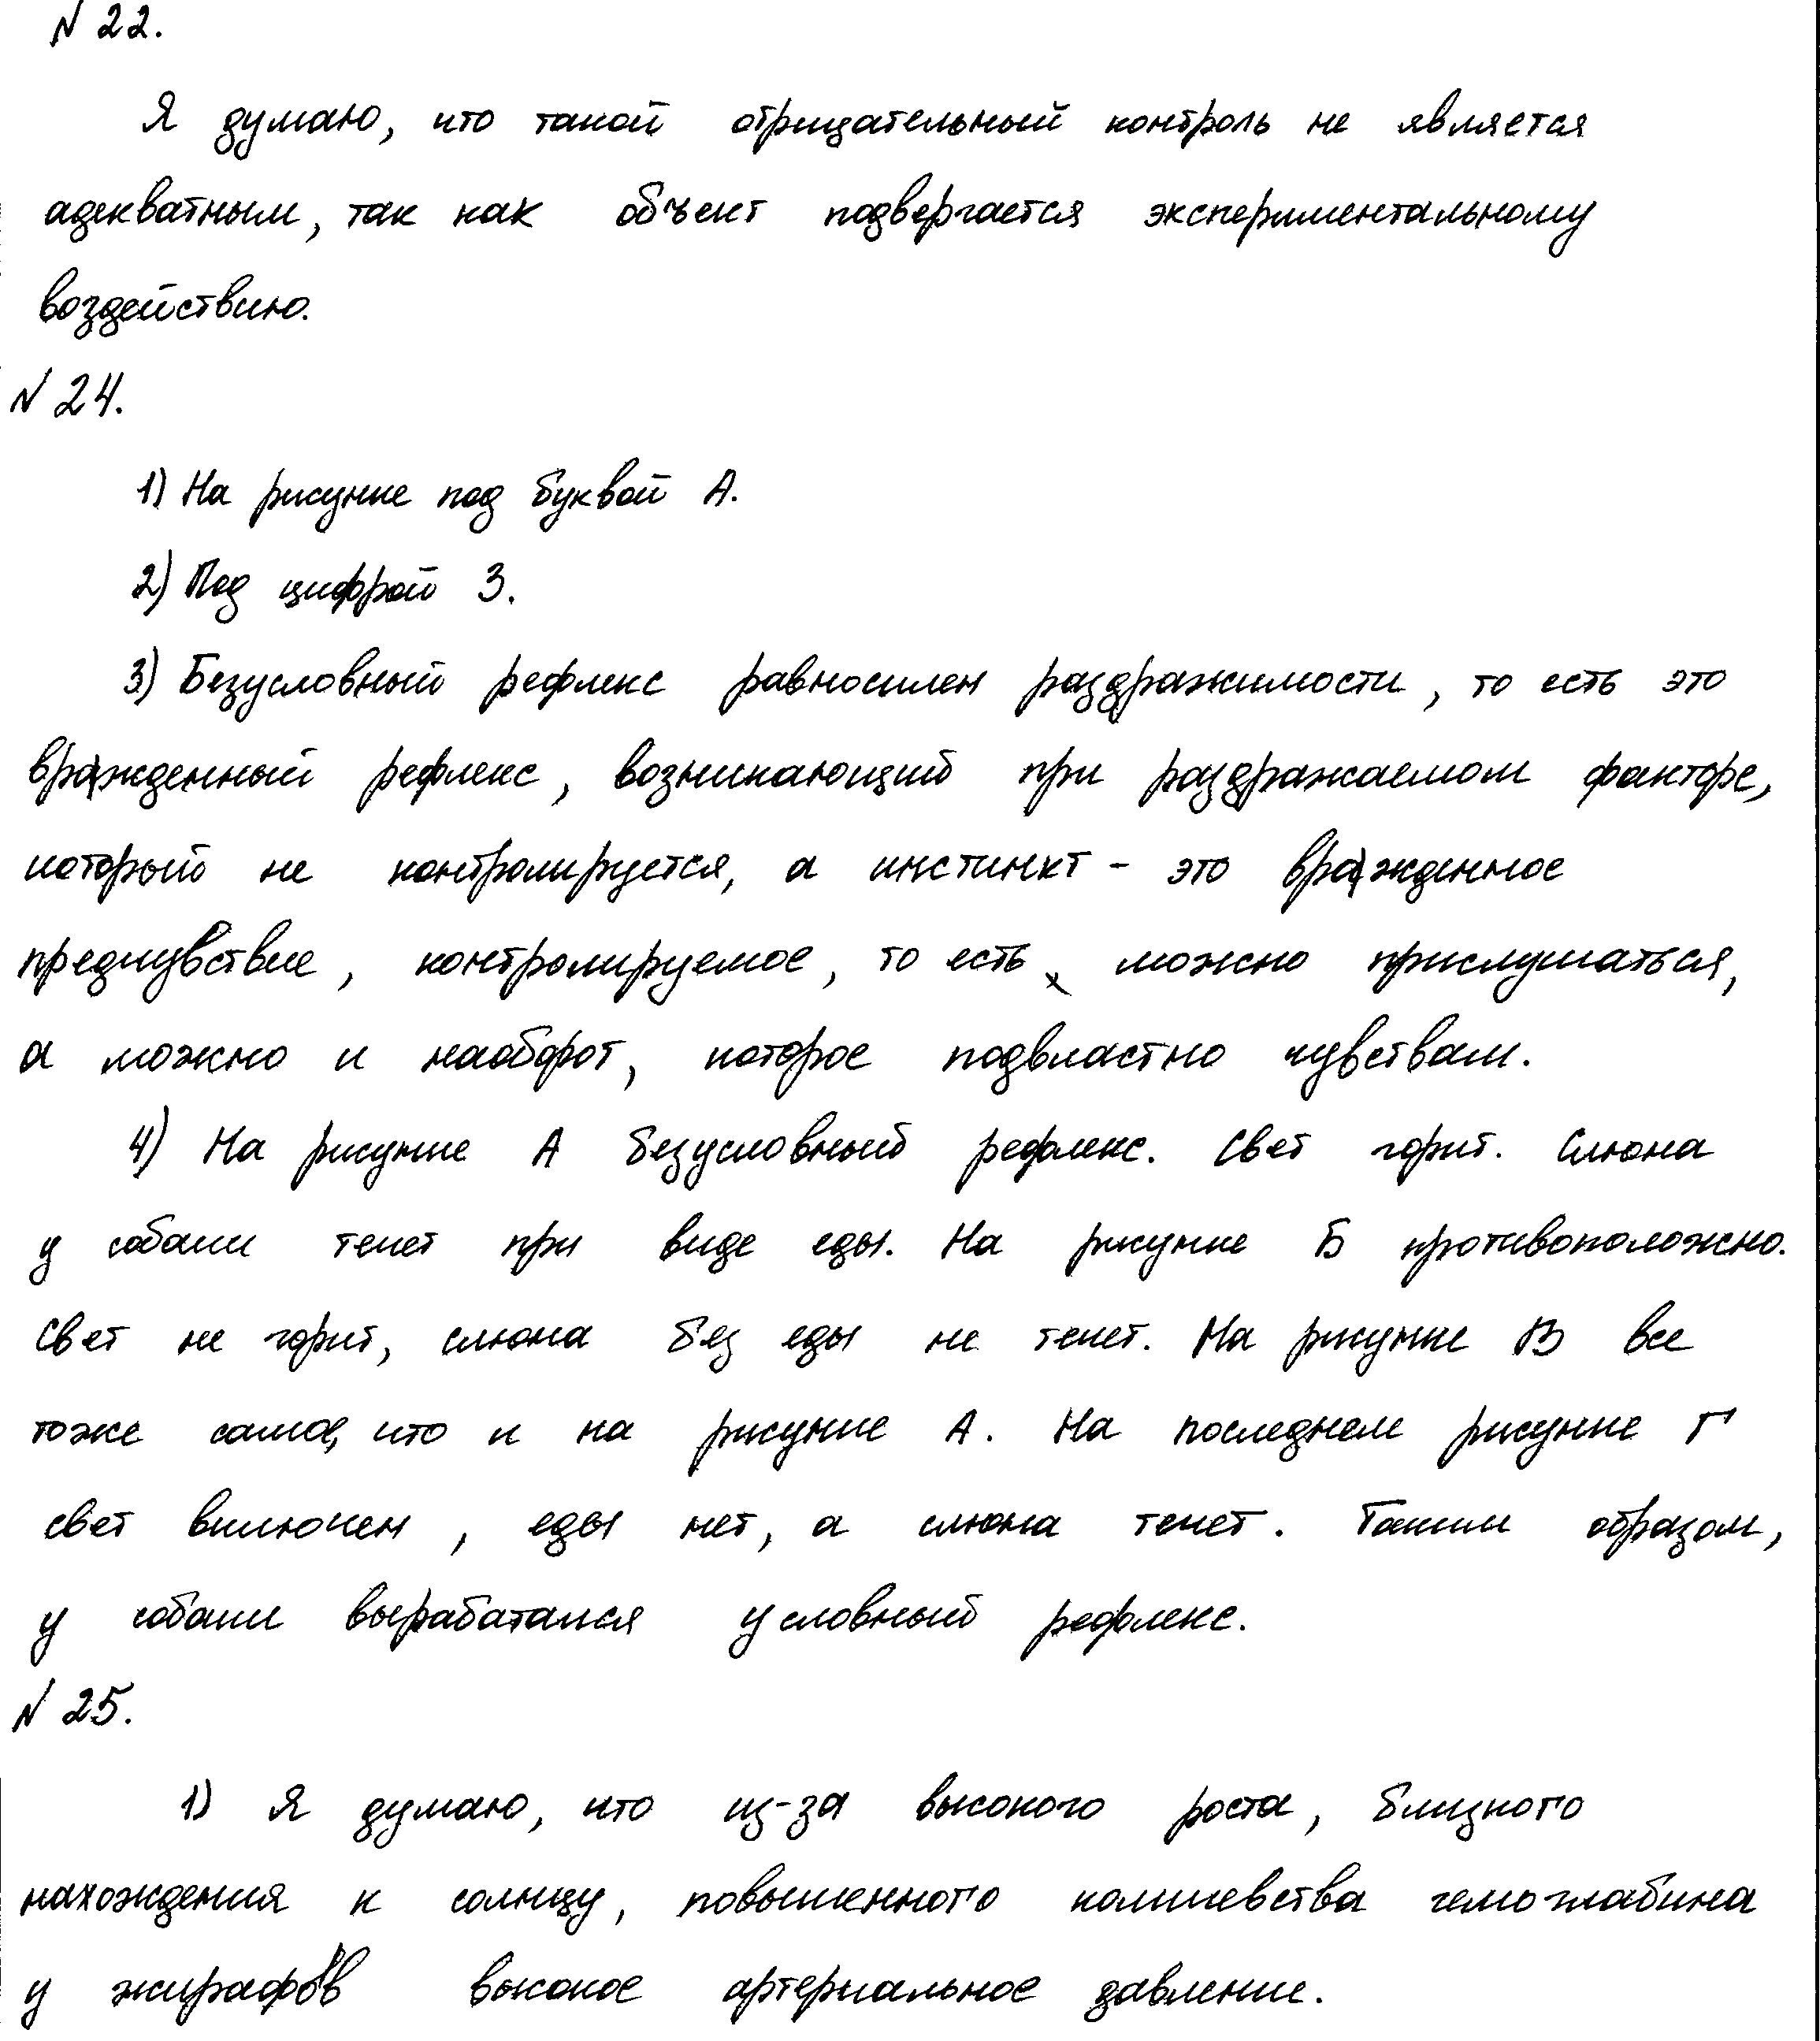 N 22.
Я думаю, что такой отрицательный контроль не является
адекватным, так как объект подвергается экспериментальному
воздействию.
N 24.
1) На рисунке под буквой А.
2) Под цифрой 3.
3) Безусловный рефлекс равносилен раздражимости, то есть это
врожденный рефлекс, возникающий при раздражаемом факторе,
который не контролируется, а инстинкт - это врожденное
предчувствие, контролируемое, то есть можно прислушаться,
а можно и наоборот, которое подвластно чувствам.
4) На рисунке А безусловный рефлекс. Свет горит. Слюна
у собаки течет при виде еды. На рисунке Б противоположно.
Свет не горит, слюна без еды не течет. На рисунке В все
тоже самое, что и на рисунке А. На последнем рисунке Г
свет включен, еды нет, а слюна течет. Таким образом,
у собаки выработался условный рефлекс.
N 25.
1) Я думаю, что из-за высокого роста, близкого
нахождения к солнцу, повышенного количевства гемоглабина
у жирафов высокое артериальное давление.